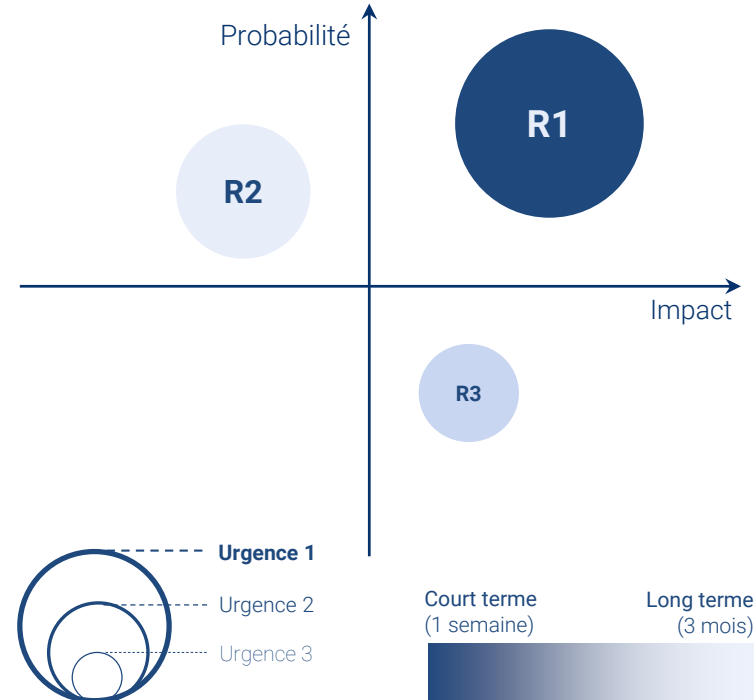 Probabilité
R1
R2
Impact
R3
Urgence 1
Urgence 2
Urgence 3
Court terme
(1 semaine)
Long terme
(3 mois)